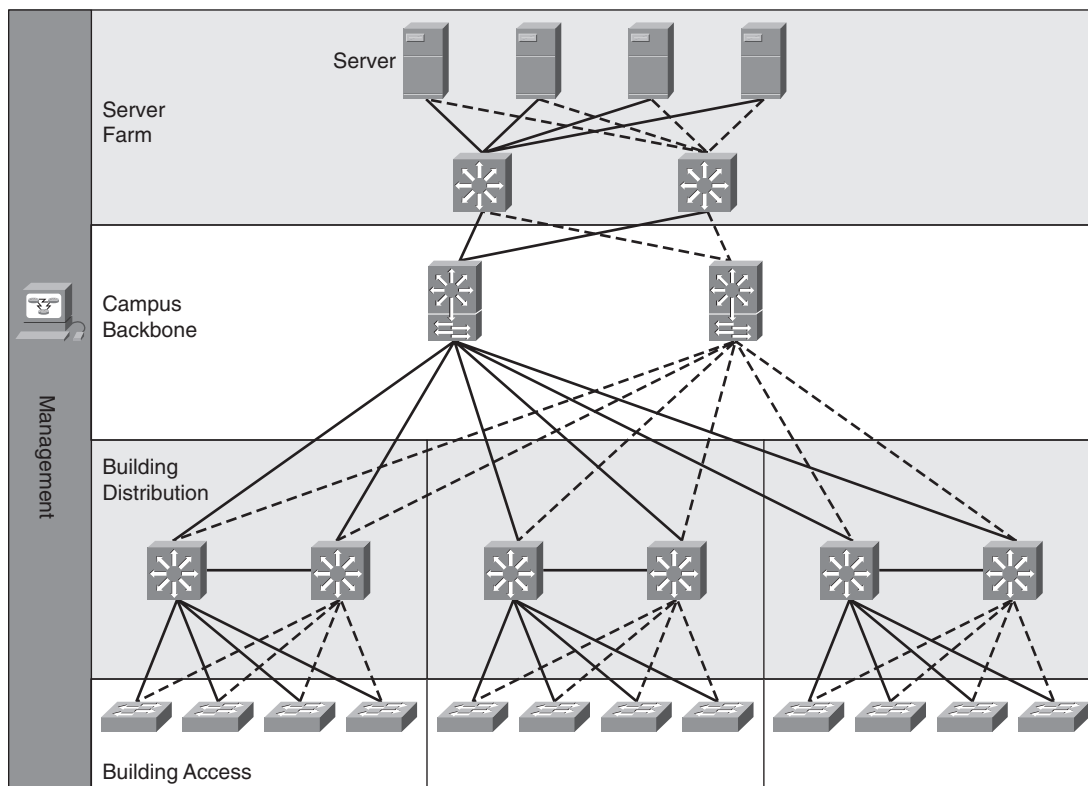 Server
Server
Farm
Campus
Backbone
Management
Building
Distribution
Building Access